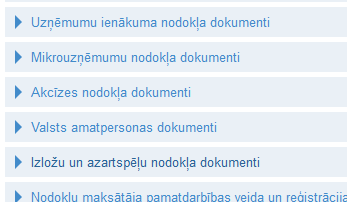 Uzņēmumu ienākuma nodokļa dokumenti
Mikrouzņēmumu nodokļa dokumenti
Akcīzes nodokļa dokumenti
Valsts amatpersonas dokumenti
Izložu un azartspēļu nodokļa dokumenti
Nodokļu maksātāja pamatdarbības veida un reģistrācija